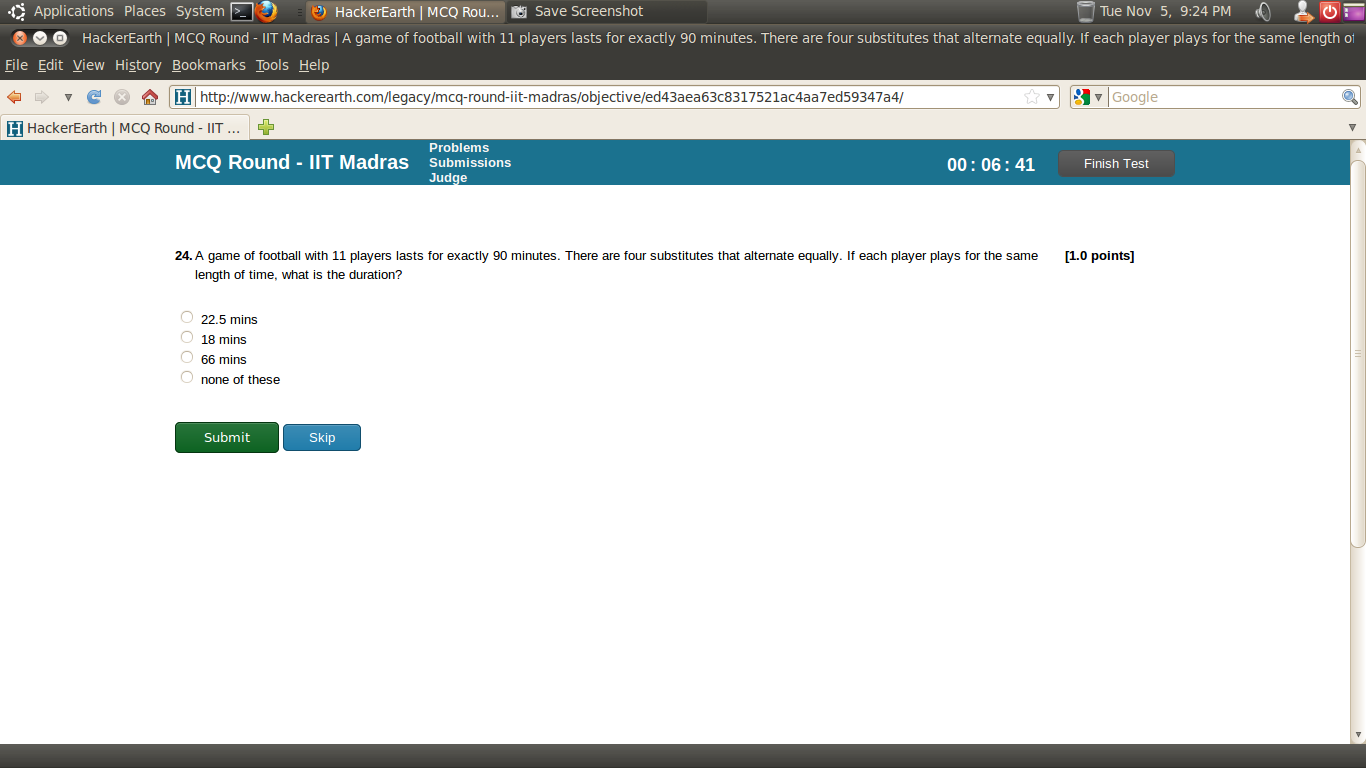 Applications Places System HackerEarth | MCQ Rou... Save Screenshot Tue Nov 5, 9:24 PM
HackerEarth | MCQ Round - IIT Madras | A game of football with 11 players lasts for exactly 90 minutes. There are four substitutes that alternate equally. If each player plays for the same length of
File Edit View History Bookmarks Tools Help
http://www.hackerearth.com/legacy/mcq-round-iit-madras/objective/ed43aea63c8317521ac4aa7ed59347a4/ Google
HackerEarth | MCQ Round - IIT ...
MCQ Round - IIT Madras
Problems
Submissions
Judge
00 : 06 : 41
Finish Test
24. A game of football with 11 players lasts for exactly 90 minutes. There are four substitutes that alternate equally. If each player plays for the same [1.0 points]
length of time, what is the duration?
22.5 mins
18 mins
66 mins
none of these
Submit Skip